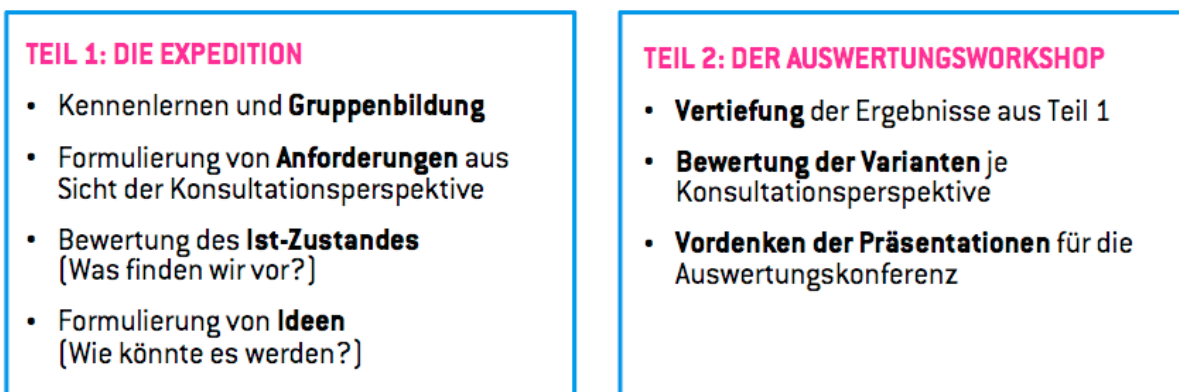 TEIL 1: DIE EXPEDITION
• Kennenlernen und Gruppenbildung
• Formulierung von Anforderungen aus
Sicht der Konsultationsperspektive
• Bewertung des Ist-Zustandes
(Was finden wir vor?)
• Formulierung von Ideen
(Wie könnte es werden?)
TEIL 2: DER AUSWERTUNGSWORKSHOP
• Vertiefung der Ergebnisse aus Teil 1
• Bewertung der Varianten je
Konsultationsperspektive
• Vordenken der Präsentationen für die
Auswertungskonferenz